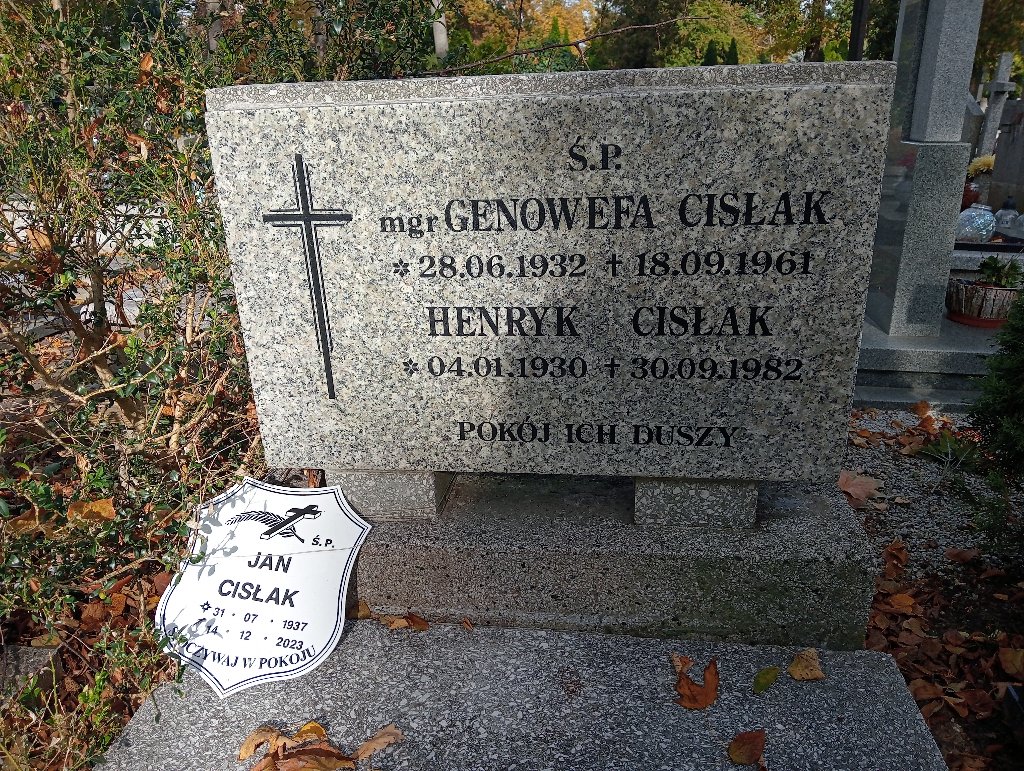 Ś.P.
mgr GENOWEFA CISŁAK
* 28.06.1932 † 18.09.1961
HENRYK CISŁAK
* 04.01.1930 † 30.09.1982
POKÓJ ICH DUSZY
Ś.P.
JAN
CISŁAK
* 31 · 07 · 1937
14 · 12 · 2023
W POKOJU